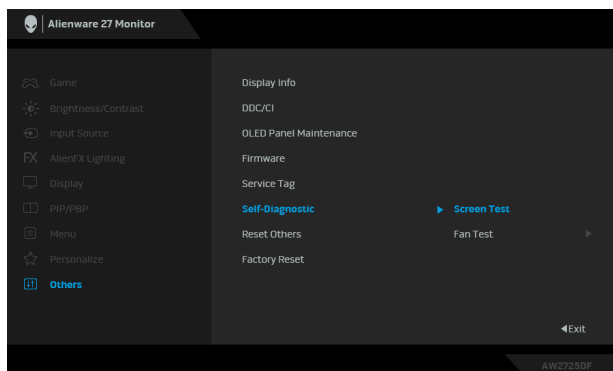 Alienware 27 Monitor
Game
Brightness/Contrast
Input Source
AlienFX Lighting
Display
PIP/PBP
Menu
Personalize
Others
Display Info
DDC/CI
OLED Panel Maintenance
Firmware
Service Tag
Self-Diagnostic
Reset Others
Factory Reset
Screen Test
Fan Test
Exit
AW2725DF